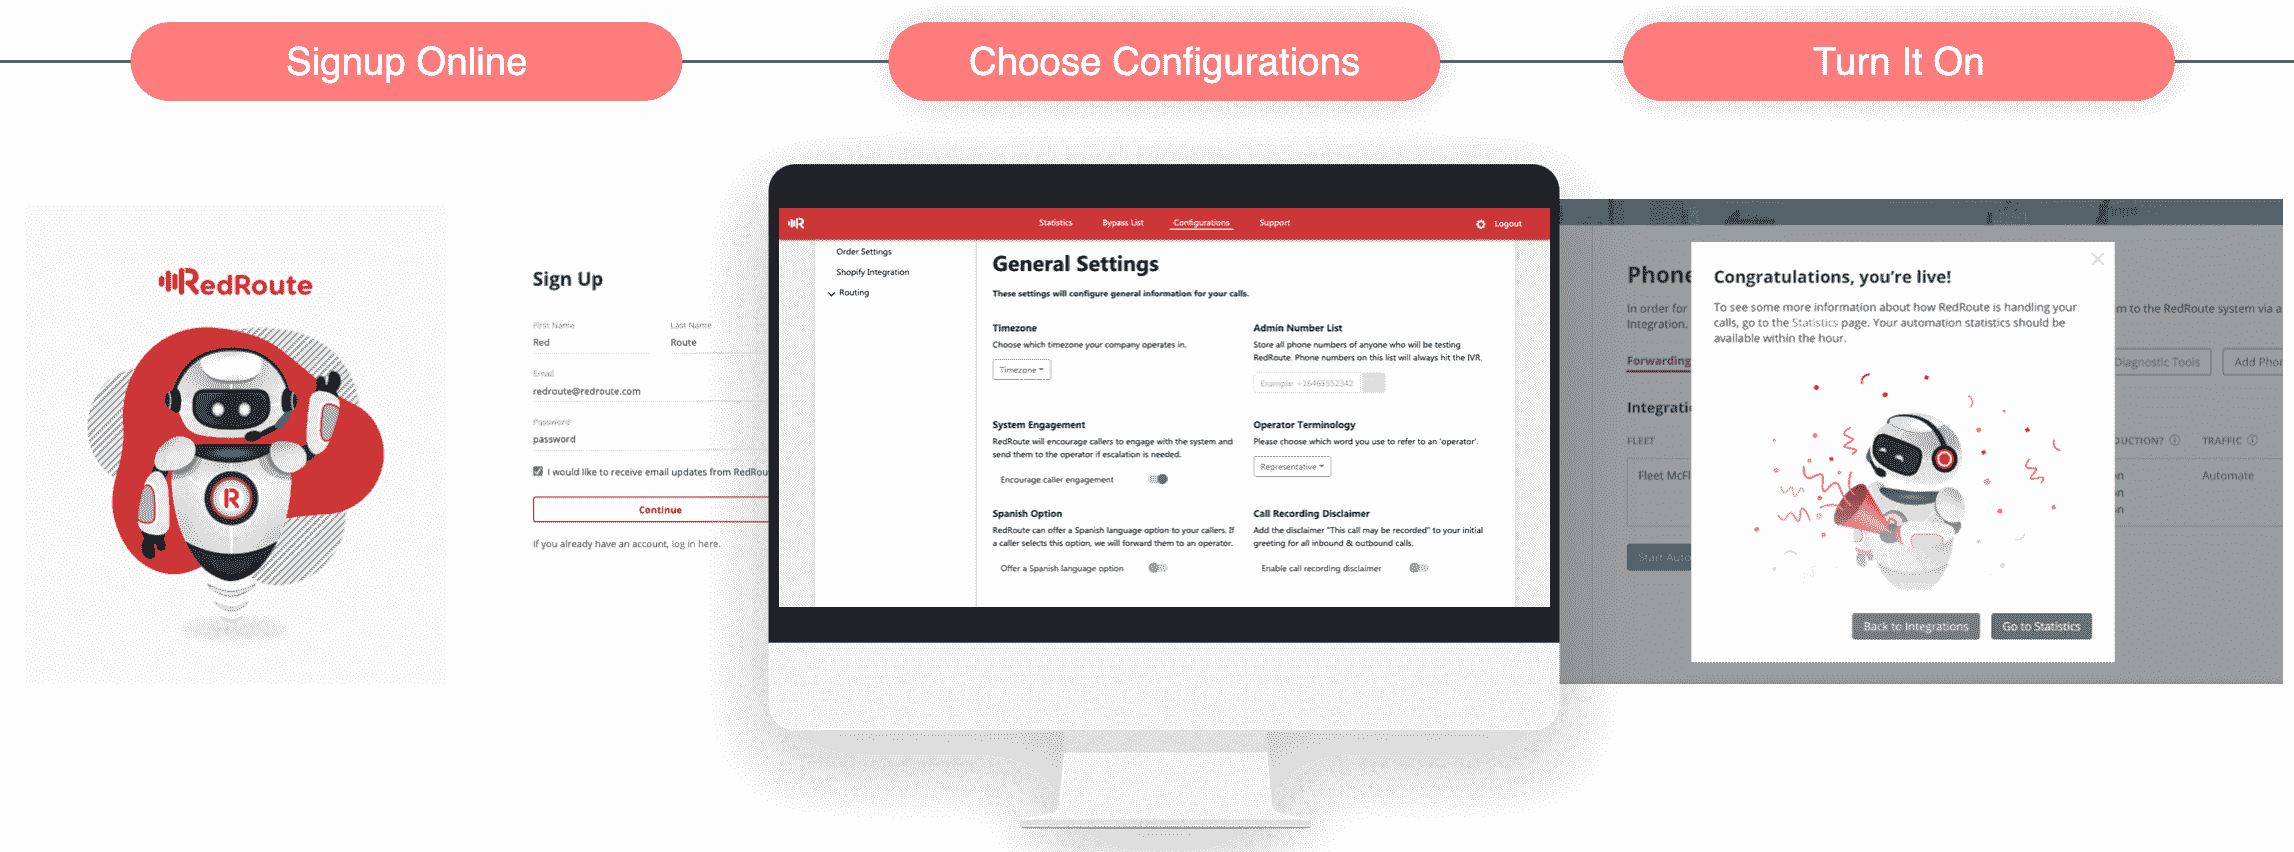 Signup Online
Choose Configurations
Turn It On
RedRoute
R
Sign Up
First Name
Last Name
Red
Route
Email
redroute@redroute.com
Password
password
I would like to receive email updates from RedRou
Continue
If you already have an account, log in here.
R
Statistics
Bypass List
Configurations
Support
Logout
Order Settings
Shopify Integration
Routing
General Settings
These settings will configure general information for your calls.
Timezone
Choose which timezone your company operates in.
Timezone
Admin Number List
Store all phone numbers of anyone who will be testing
RedRoute. Phone numbers on this list will always hit the IVR.
Example: +16465552342
System Engagement
RedRoute will encourage callers to engage with the system and
send them to the operator if escalation is needed.
Encourage caller engagement
Operator Terminology
Please choose which word you use to refer to an 'operator'.
Representative
Spanish Option
RedRoute can offer a Spanish language option to your callers. If
a caller selects this option, we will forward them to an operator.
Offer a Spanish language option
Call Recording Disclaimer
Add the disclaimer "This call may be recorded" to your initial
greeting for all inbound & outbound calls.
Enable call recording disclaimer
Phone
In order for
Integration.
m to the RedRoute system via a
Forwarding
Diagnostic Tools
Add Phor
Integrati
FLEET
DUCTION?
TRAFFIC
Fleet McFl
n
on
on
Automate
Start Auto
Congratulations, you're live!
To see some more information about how RedRoute is handling your
calls, go to the Statistics page. Your automation statistics should be
available within the hour.
Back to Integrations
Go to Statistics